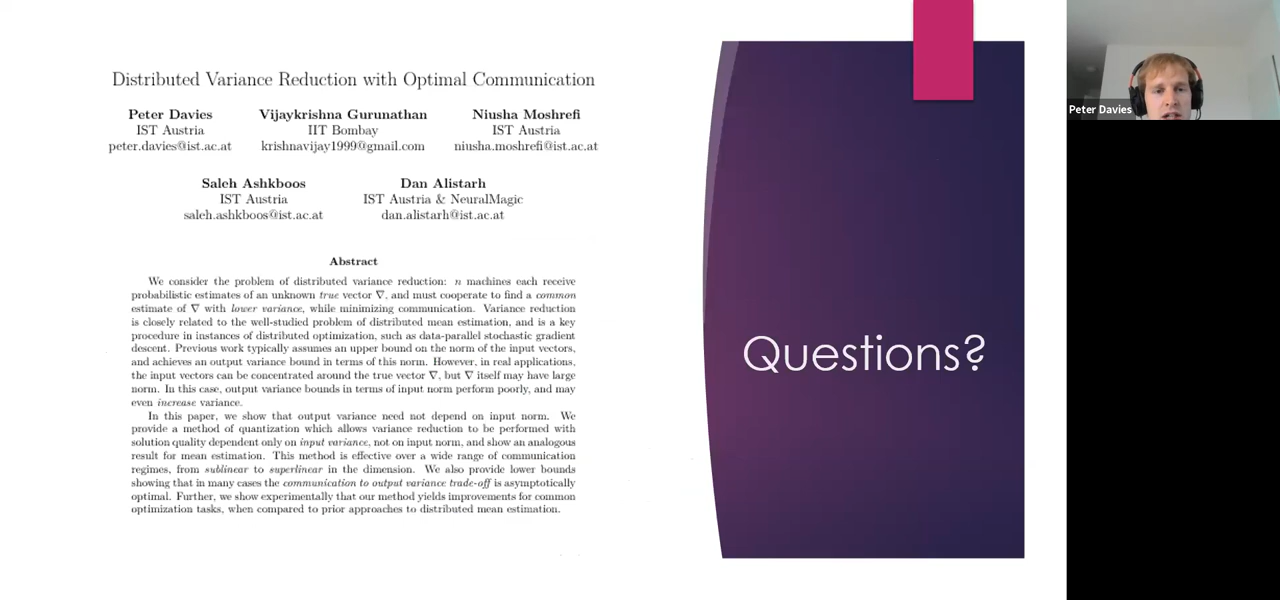 Distributed Variance Reduction with Optimal Communication
Peter Davies
IST Austria
peter.davies@ist.ac.at
Vijaykrishna Gurunathan
IIT Bombay
krishnavijay1999@gmail.com
Niusha Moshrefi
IST Austria
niusha.moshrefi@ist.ac.at
Saleh Ashkboos
IST Austria
saleh.ashkboos@ist.ac.at
Dan Alistarh
IST Austria & NeuralMagic
dan.alistarh@ist.ac.at
Abstract
We consider the problem of distributed variance reduction: n machines each receive
probabilistic estimates of an unknown true vector ∇, and must cooperate to find a common
estimate of ∇ with lower variance, while minimizing communication. Variance reduction
is closely related to the well-studied problem of distributed mean estimation, and is a key
procedure in instances of distributed optimization, such as data-parallel stochastic gradient
descent. Previous work typically assumes an upper bound on the norm of the input vectors,
and achieves an output variance bound in terms of this norm. However, in real applications,
the input vectors can be concentrated around the true vector ∇, but ∇ itself may have large
norm. In this case, output variance bounds in terms of input norm perform poorly, and may
even increase variance.
In this paper, we show that output variance need not depend on input norm. We
provide a method of quantization which allows variance reduction to be performed with
solution quality dependent only on input variance, not on input norm, and show an analogous
result for mean estimation. This method is effective over a wide range of communication
regimes, from sublinear to superlinear in the dimension. We also provide lower bounds
showing that in many cases the communication to output variance trade-off is asymptotically
optimal. Further, we show experimentally that our method yields improvements for common
optimization tasks, when compared to prior approaches to distributed mean estimation.
Questions?
Peter Davies